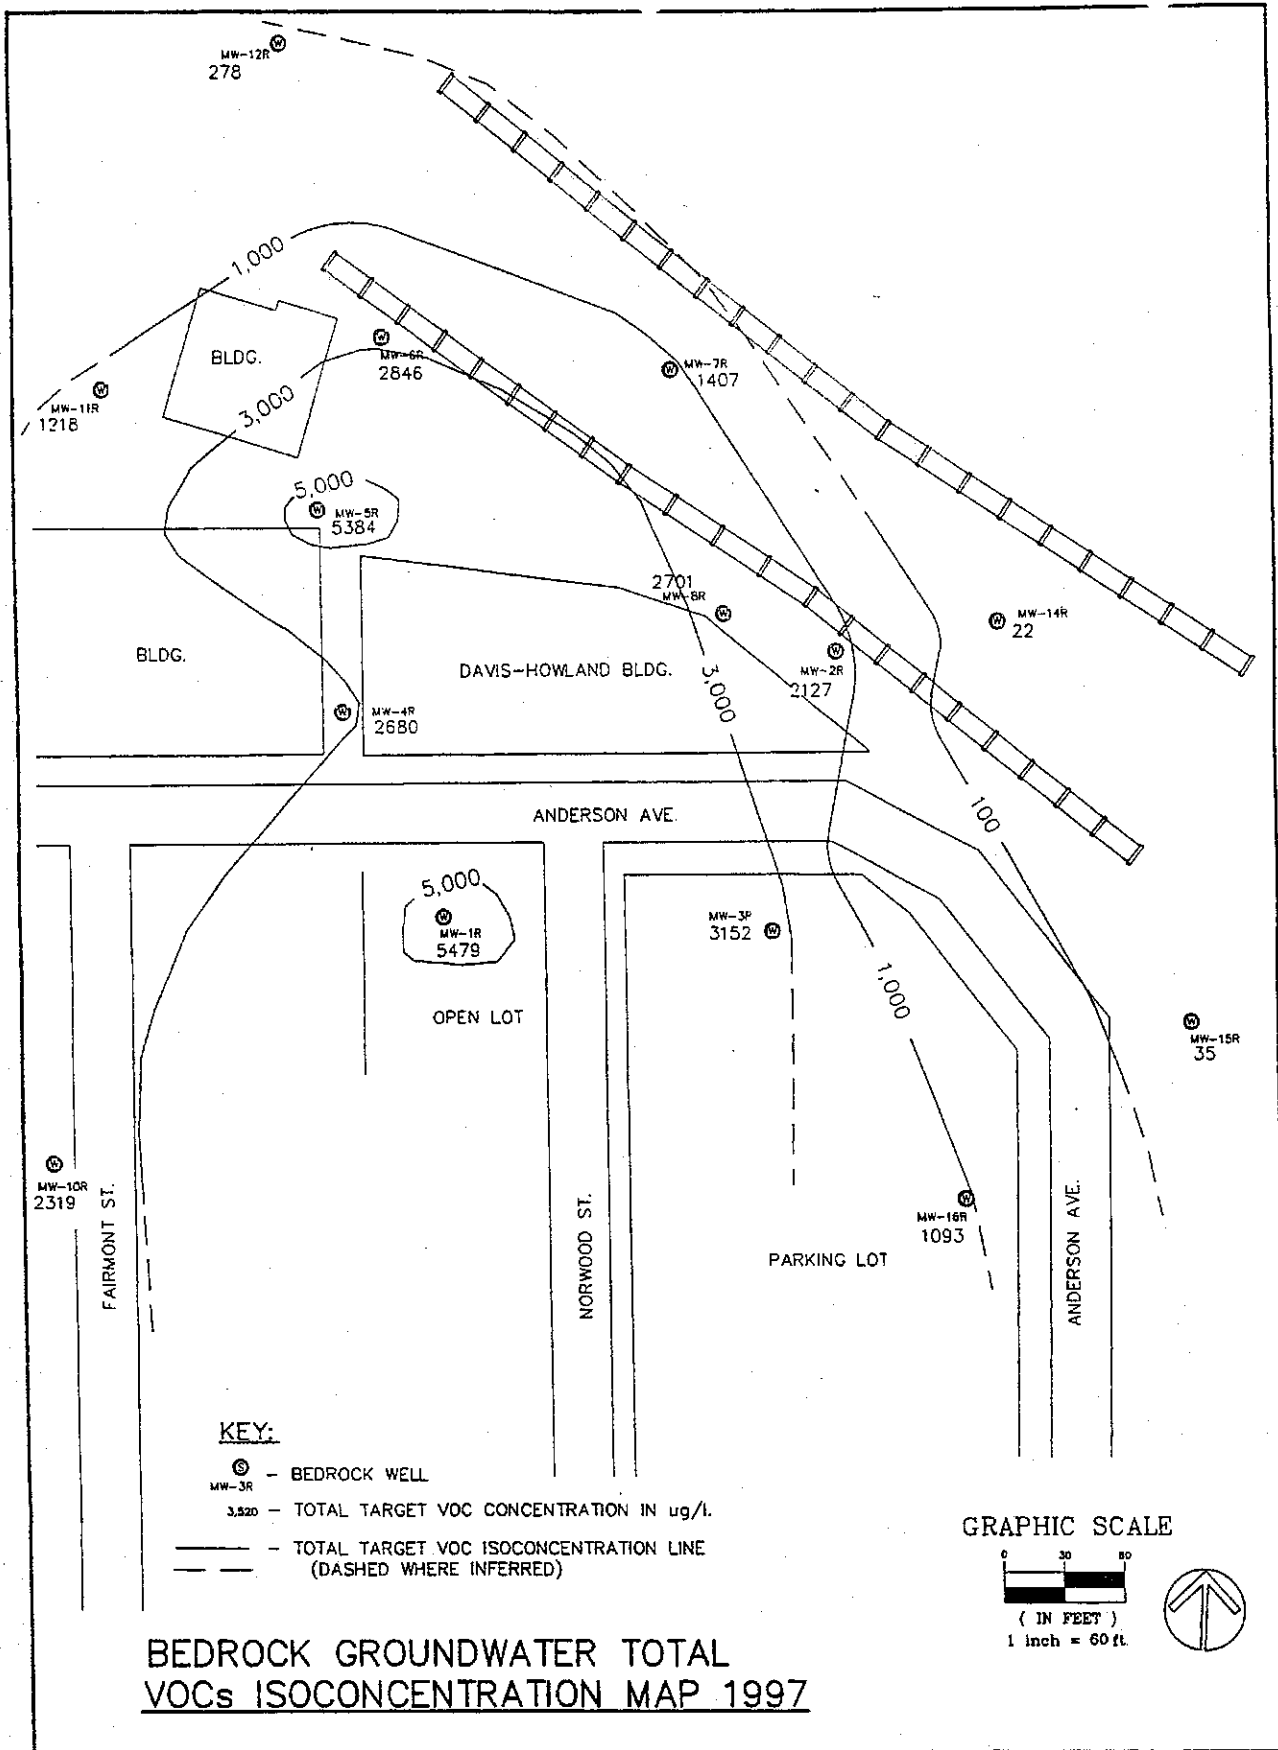 MW-12R
278
1,000
BLDG.
MW-6R
2846
MW-7R
1407
MW-11R
1218
3,000
5,000
MW-5R
5384
2701
MW-8R
MW-14R
22
BLDG.
DAVIS-HOWLAND BLDG.
MW-2R
2127
3,000
MW-4R
2680
ANDERSON AVE.
100
5,000
MW-1R
5479
MW-3R
3152
1,000
OPEN LOT
MW-15R
35
MW-10R
2319
FAIRMONT ST.
NORWOOD ST.
MW-16R
1093
PARKING LOT
ANDERSON AVE.
KEY:
S - BEDROCK WELL
MW-3R
3,520 - TOTAL TARGET VOC CONCENTRATION IN ug/l.
- TOTAL TARGET VOC ISOCONCENTRATION LINE
(DASHED WHERE INFERRED)
GRAPHIC SCALE
0 30
( IN FEET )
1 inch = 60 ft.
BEDROCK GROUNDWATER TOTAL
VOCs ISOCONCENTRATION MAP 1997